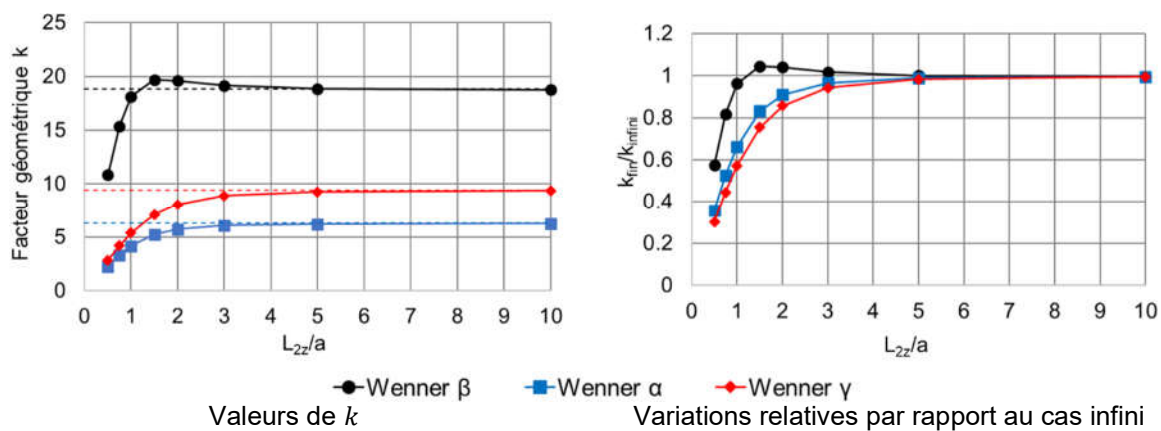 Facteur géométrique k
25
20
15
10
5
0
0 1 2 3 4 5 6 7 8 9 10
L2z/a
kfin/kinfini
1.2
1
0.8
0.6
0.4
0.2
0
0 1 2 3 4 5 6 7 8 9 10
L2z/a
Wenner β Wenner α Wenner γ
Valeurs de k
Variations relatives par rapport au cas infini